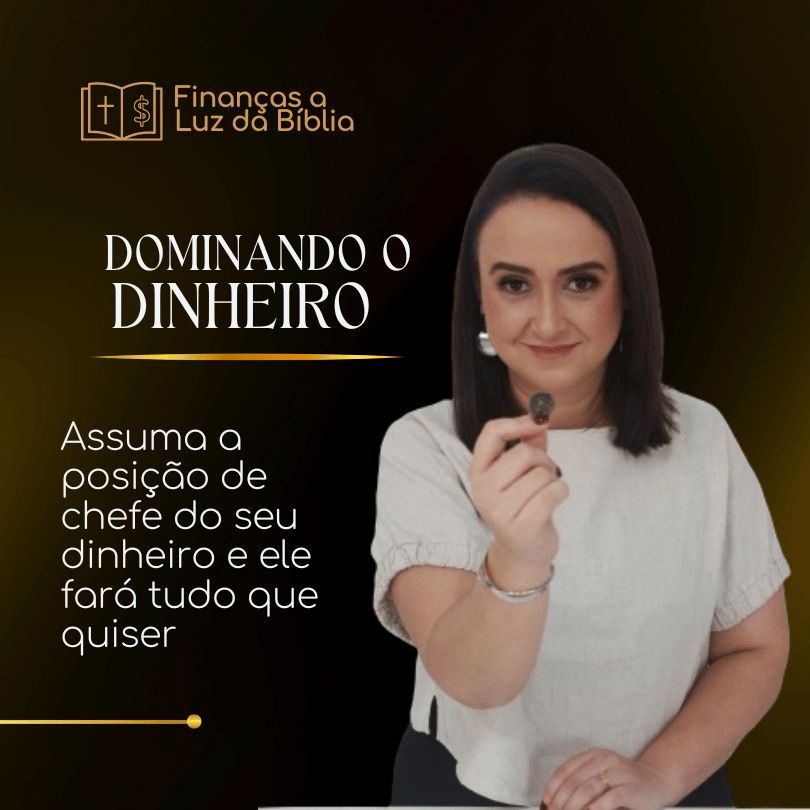 Finanças a
Luz da Bíblia
DOMINANDO O
DINHEIRO
Assuma a
posição de
chefe do seu
dinheiro e ele
fará tudo que
quiser